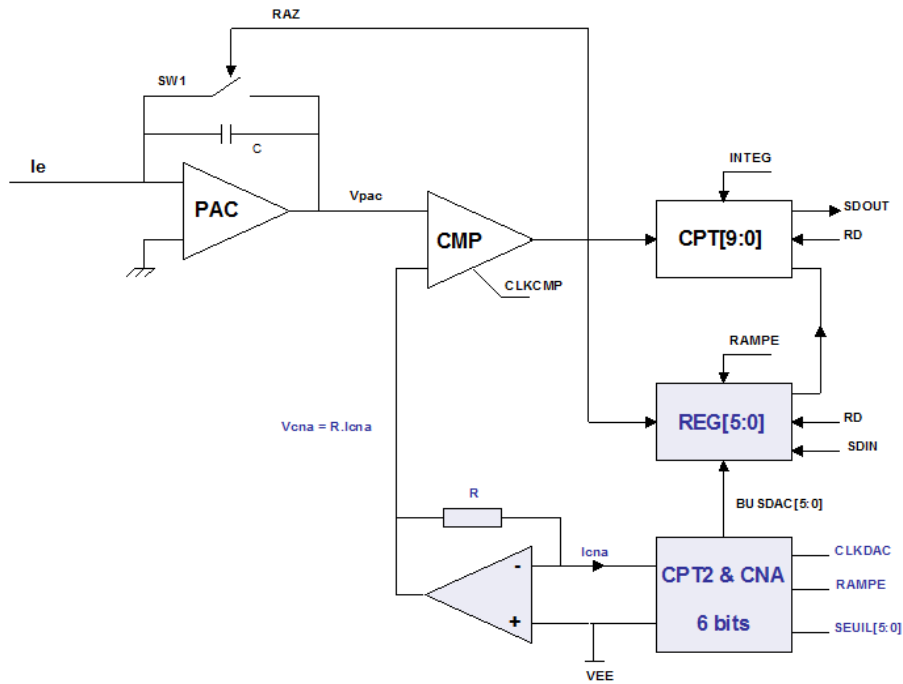 RAZ
SW1
C
Ie
PAC
Vpac
CMP
CLKCMP
INTEG
CPT[9:0]
SDOUT
RD
RAMPE
REG[5:0]
RD
SDIN
Vcna = R.Icna
BUSDAC[5:0]
R
Icna
-
+
VEE
CPT2 & CNA
6 bits
CLKDAC
RAMPE
SEUIL[5:0]